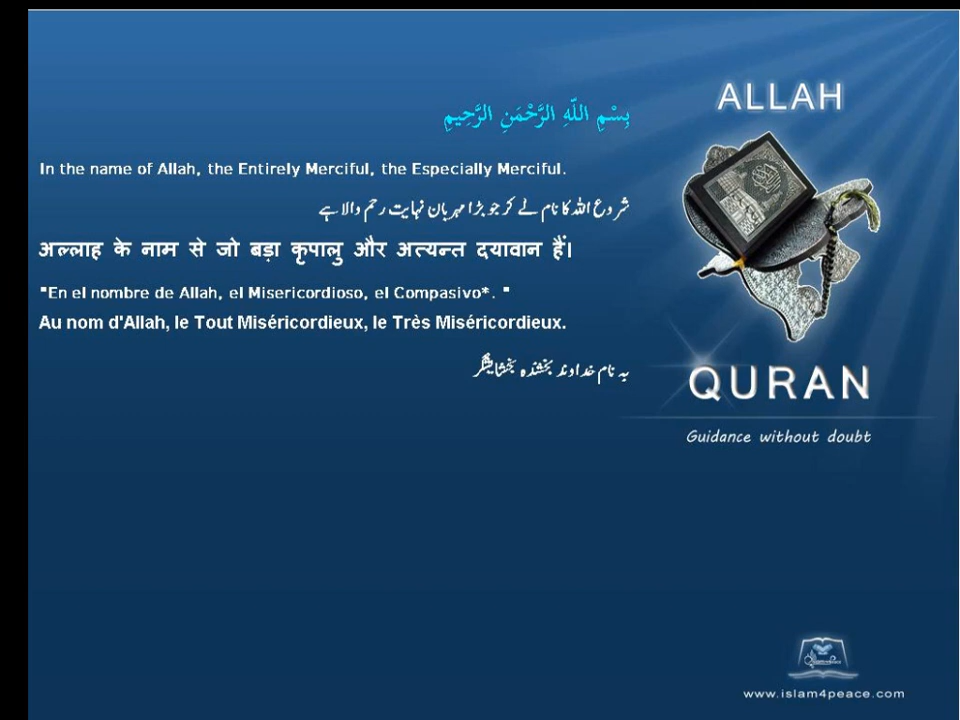 بِسْمِ اللّهِ الرَّحْمَنِ الرَّحِيمِ
In the name of Allah, the Entirely Merciful, the Especially Merciful.
شروع اللہ کا نام لے کر جو بڑا مہربان نہایت رحم والا ہے
अल्लाह के नाम से जो बड़ा कृपालु और अत्यन्त दयावान हैं।
"En el nombre de Allah, el Misericordioso, el Compasivo*. "
Au nom d'Allah, le Tout Miséricordieux, le Très Miséricordieux.
به نام خداوند بخشنده بخشایشگر
ALLAH
QURAN
Guidance without doubt
www.islam4peace.com